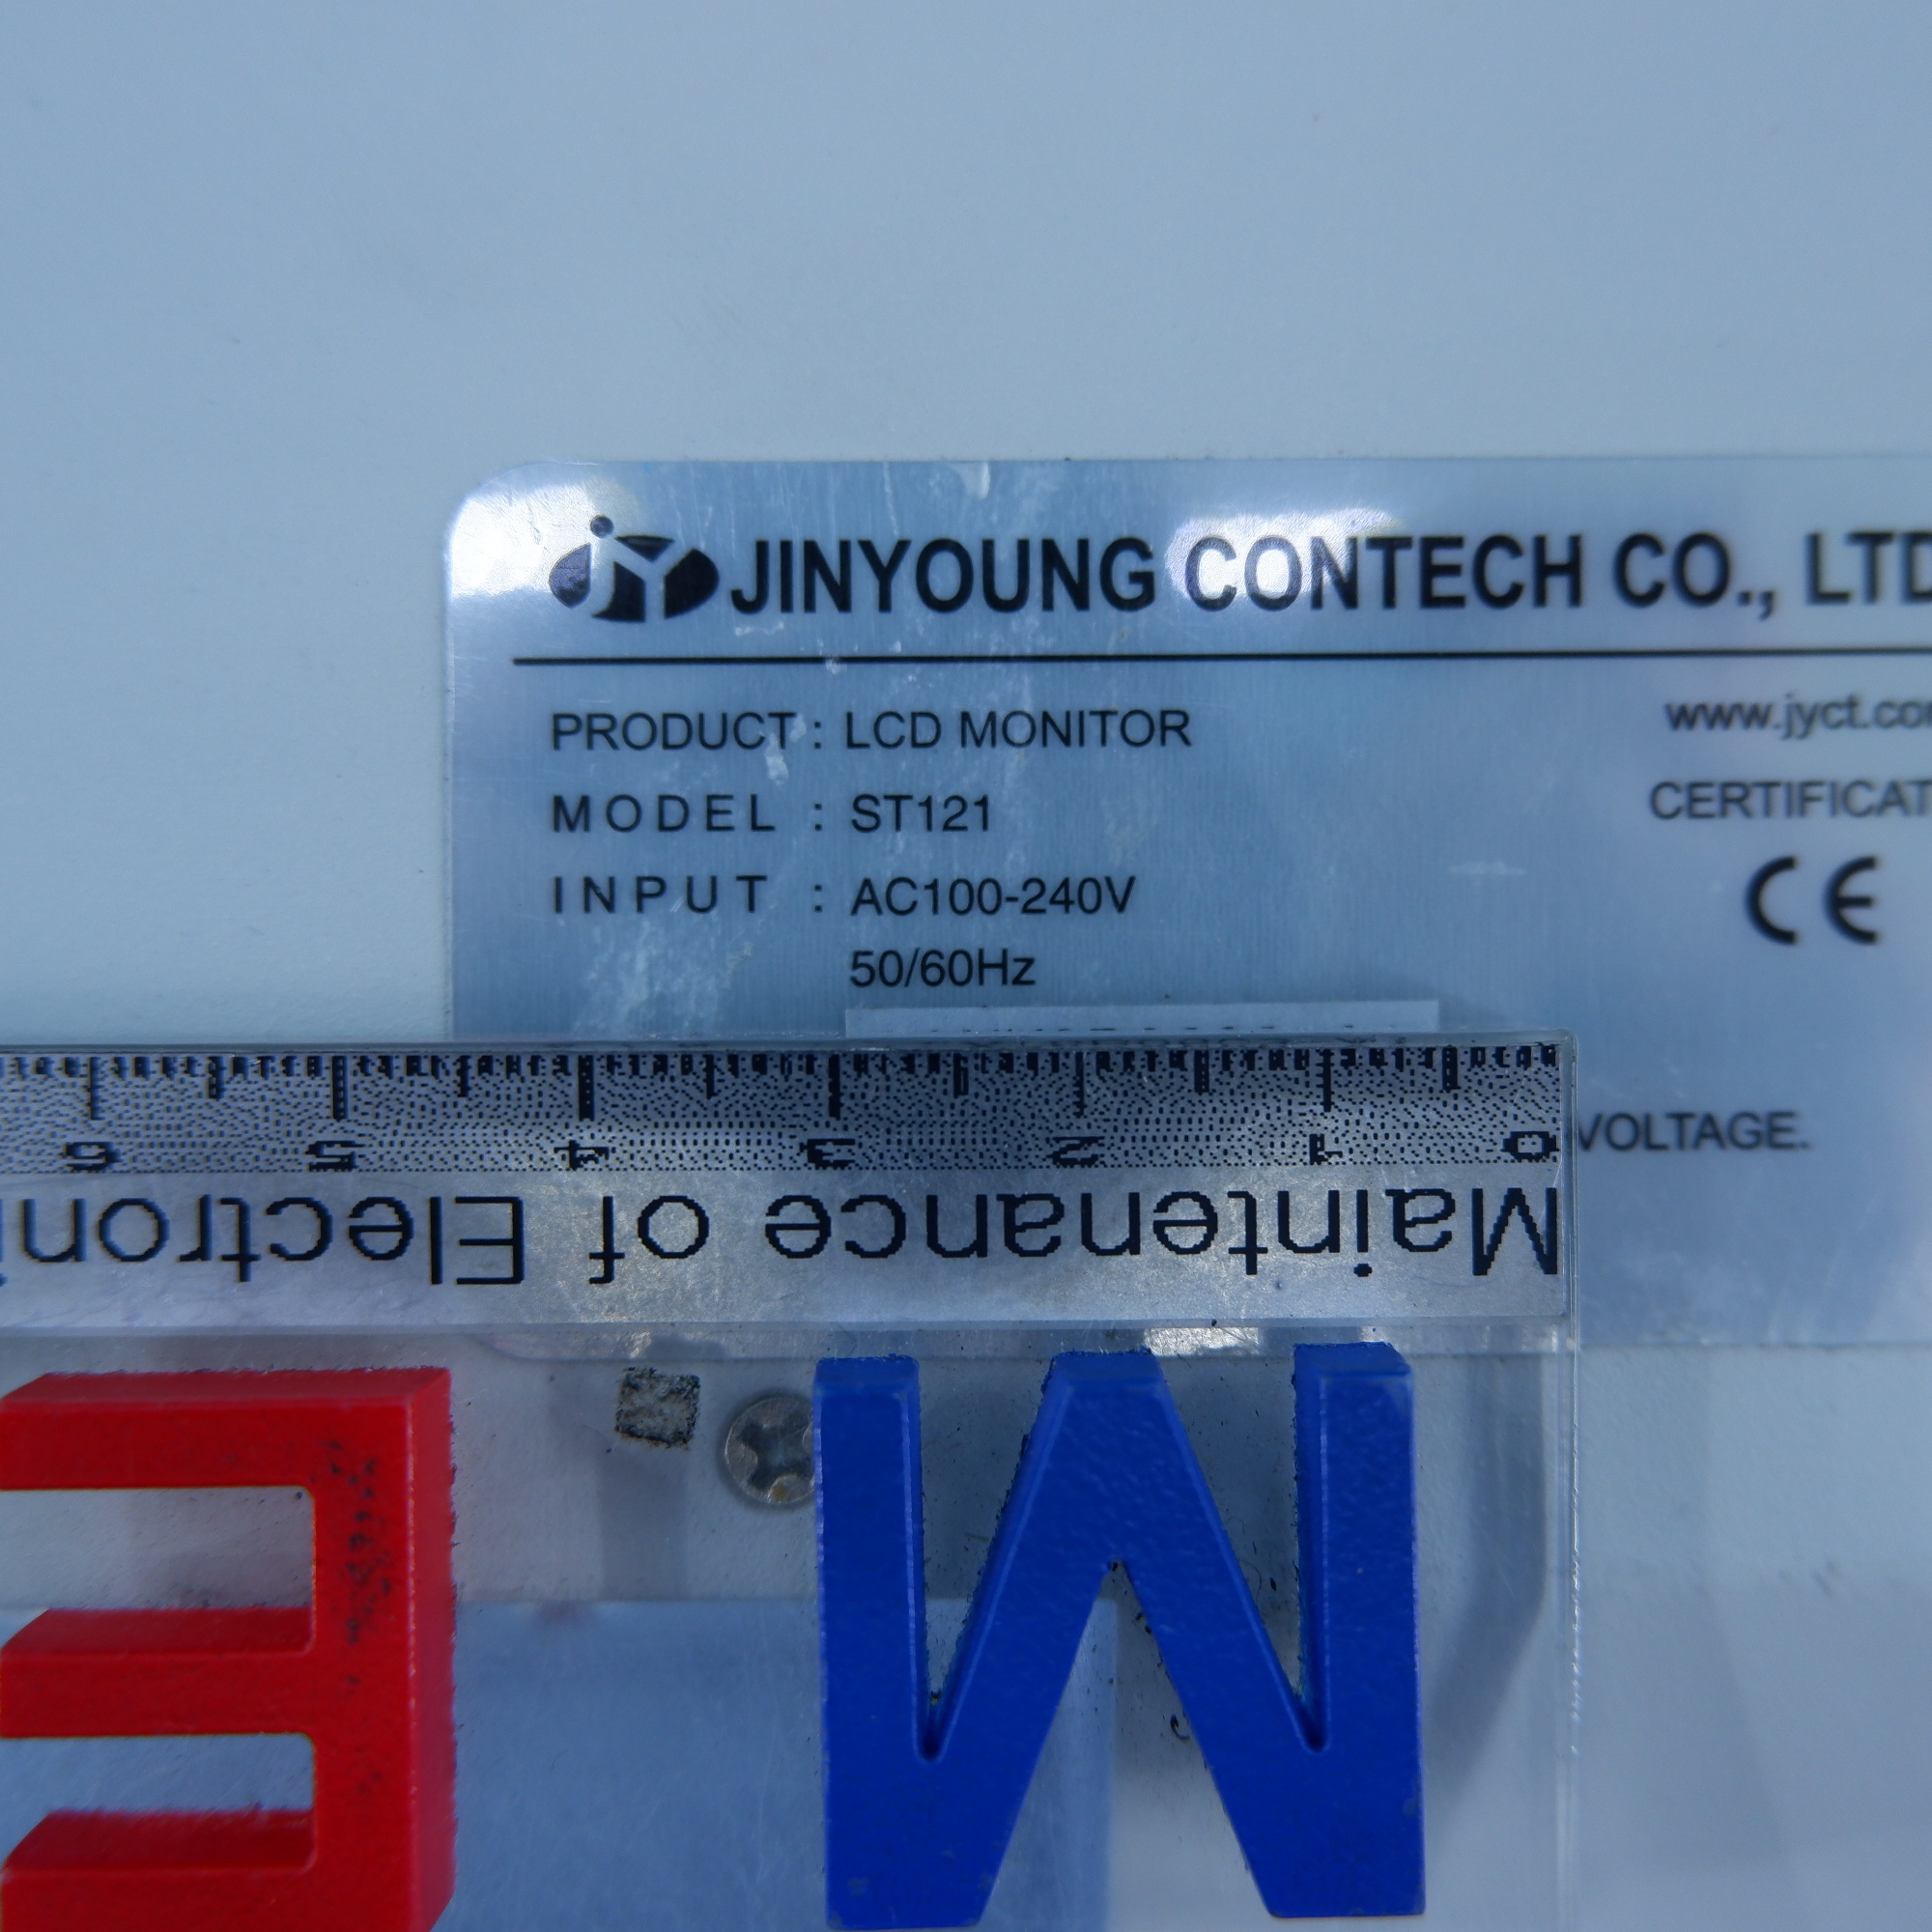 jy JINYOUNG CONTECH CO., LTD
PRODUCT : LCD MONITOR
www.jyct.com
MODEL : ST121
CERTIFICAT
INPUT : AC100-240V
CE
50/60Hz
VOLTAGE.
0 1 2 3 4 5 6
Maintenance of Electroni
M E